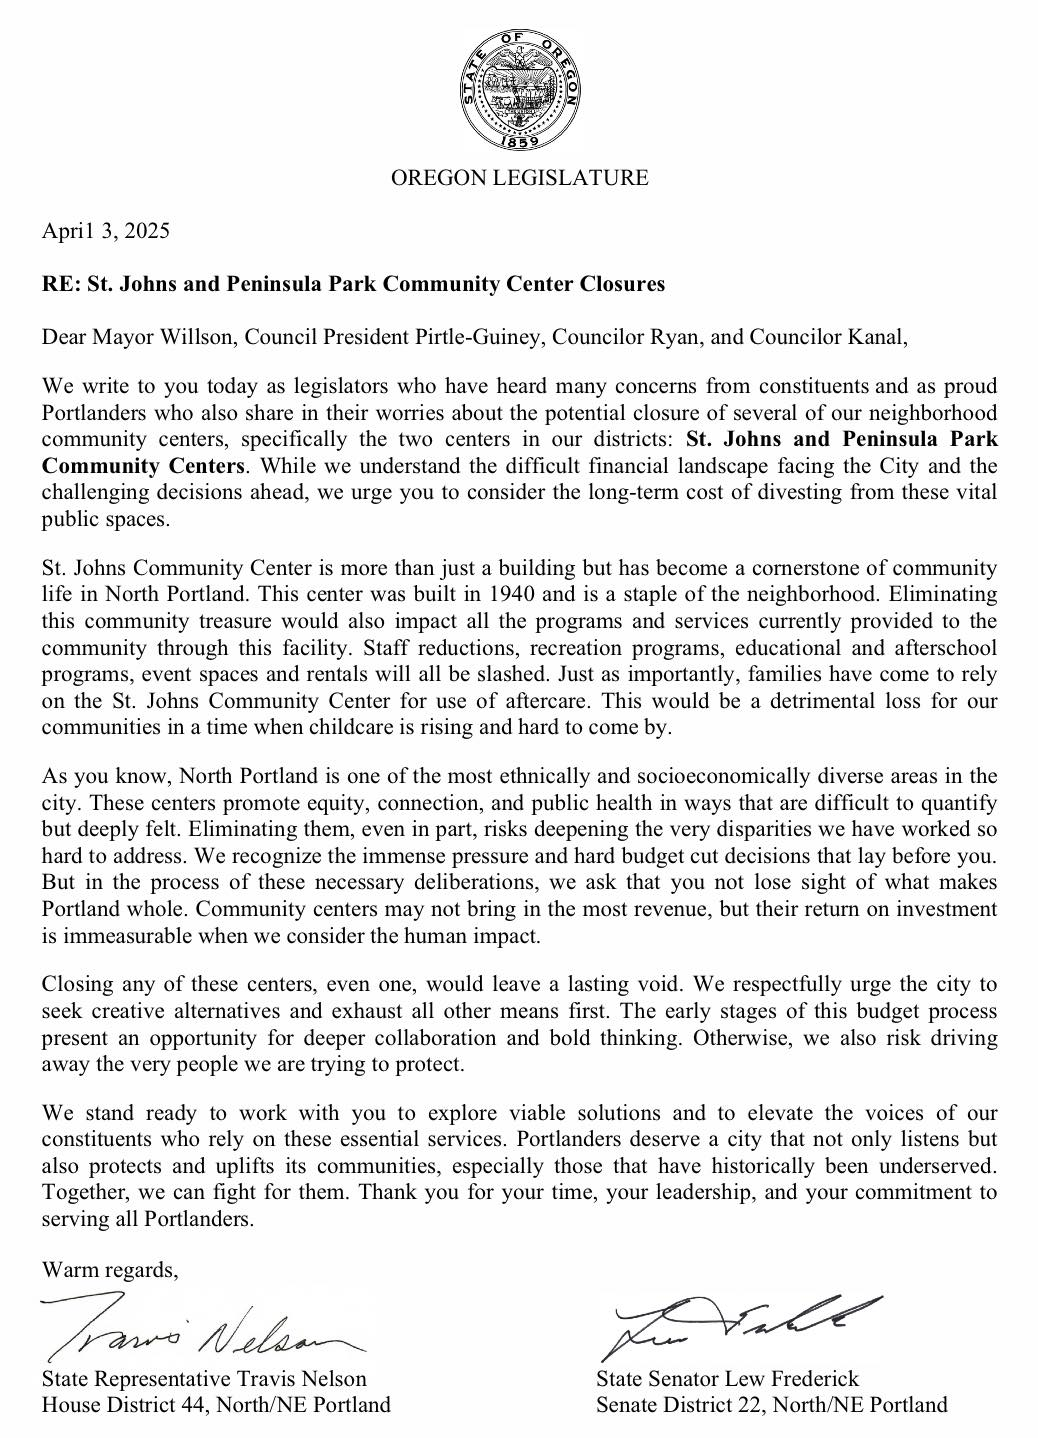 STATE OF OREGON
1859
OREGON LEGISLATURE
Apri1 3, 2025
RE: St. Johns and Peninsula Park Community Center Closures
Dear Mayor Willson, Council President Pirtle-Guiney, Councilor Ryan, and Councilor Kanal,
We write to you today as legislators who have heard many concerns from constituents and as proud
Portlanders who also share in their worries about the potential closure of several of our neighborhood
community centers, specifically the two centers in our districts: St. Johns and Peninsula Park
Community Centers. While we understand the difficult financial landscape facing the City and the
challenging decisions ahead, we urge you to consider the long-term cost of divesting from these vital
public spaces.
St. Johns Community Center is more than just a building but has become a cornerstone of community
life in North Portland. This center was built in 1940 and is a staple of the neighborhood. Eliminating
this community treasure would also impact all the programs and services currently provided to the
community through this facility. Staff reductions, recreation programs, educational and afterschool
programs, event spaces and rentals will all be slashed. Just as importantly, families have come to rely
on the St. Johns Community Center for use of aftercare. This would be a detrimental loss for our
communities in a time when childcare is rising and hard to come by.
As you know, North Portland is one of the most ethnically and socioeconomically diverse areas in the
city. These centers promote equity, connection, and public health in ways that are difficult to quantify
but deeply felt. Eliminating them, even in part, risks deepening the very disparities we have worked so
hard to address. We recognize the immense pressure and hard budget cut decisions that lay before you.
But in the process of these necessary deliberations, we ask that you not lose sight of what makes
Portland whole. Community centers may not bring in the most revenue, but their return on investment
is immeasurable when we consider the human impact.
Closing any of these centers, even one, would leave a lasting void. We respectfully urge the city to
seek creative alternatives and exhaust all other means first. The early stages of this budget process
present an opportunity for deeper collaboration and bold thinking. Otherwise, we also risk driving
away the very people we are trying to protect.
We stand ready to work with you to explore viable solutions and to elevate the voices of our
constituents who rely on these essential services. Portlanders deserve a city that not only listens but
also protects and uplifts its communities, especially those that have historically been underserved.
Together, we can fight for them. Thank you for your time, your leadership, and your commitment to
serving all Portlanders.
Warm regards,
Travis Nelson
State Representative Travis Nelson
House District 44, North/NE Portland
State Senator Lew Frederick
Senate District 22, North/NE Portland